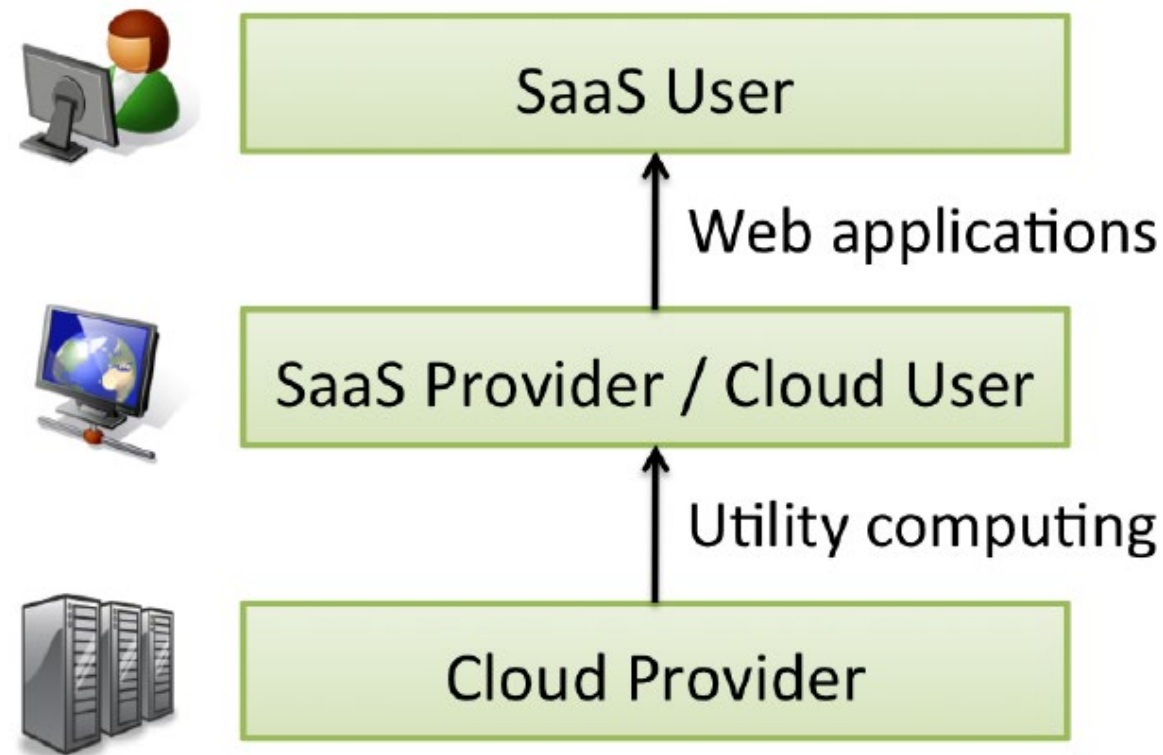 SaaS User
Web applications
SaaS Provider / Cloud User
Utility computing
Cloud Provider